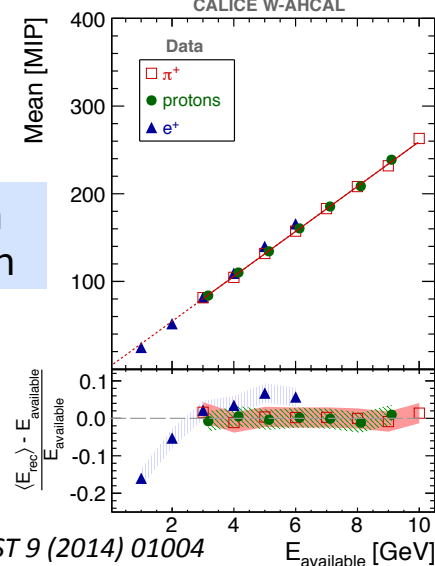 CALICE W-AHCAL
Mean [MIP]
400
300
200
100
Data
π+
protons
e+
n
⟨E_rec⟩ - E_available
E_available
0.1
0.0
-0.1
-0.2
2 4 6 8 10
ST 9 (2014) 01004
E_available [GeV]